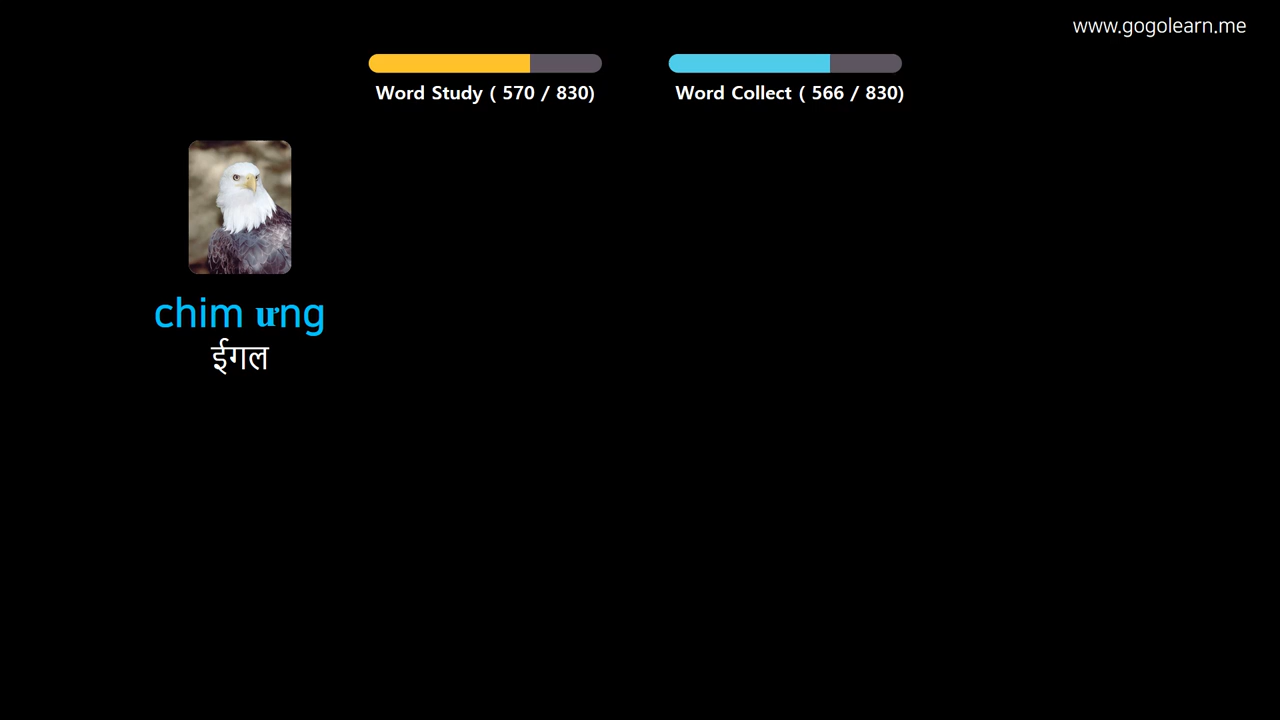 www.gogolearn.me
Word Study ( 570 / 830)
Word Collect ( 566 / 830)
chim ưng
ईगल